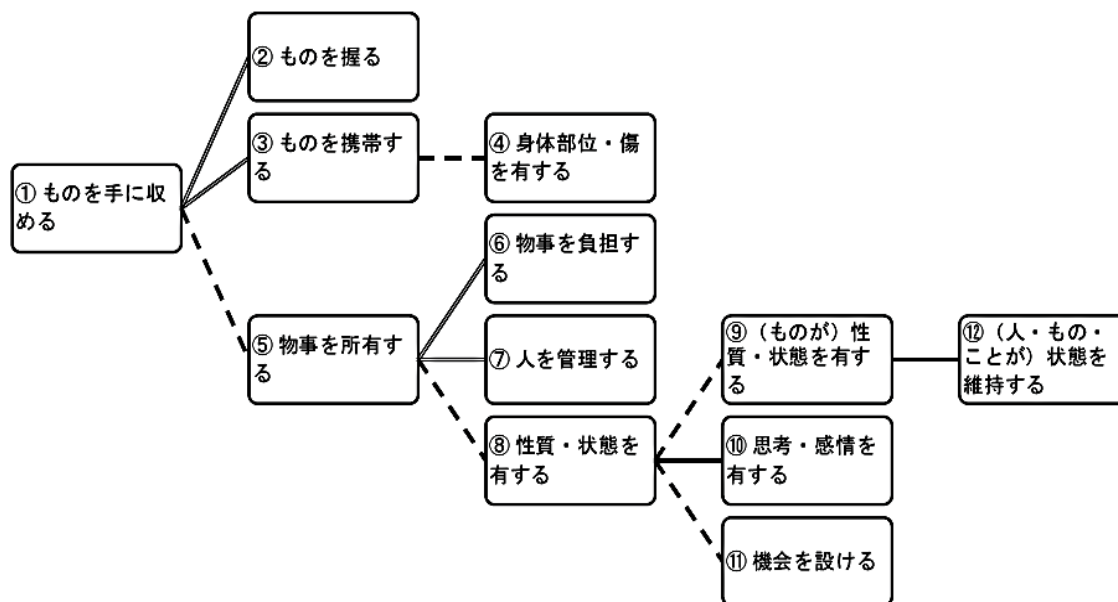 ② ものを握る
③ ものを携帯す
る
④ 身体部位・傷
を有する
① ものを手に収
める
⑥ 物事を負担す
る
⑤ 物事を所有す
る
⑦ 人を管理する
⑨（ものが）性
質・状態を有す
る
⑫（人・もの・
ことが）状態を
維持する
⑧ 性質・状態を
有する
⑩ 思考・感情を
有する
⑪ 機会を設ける